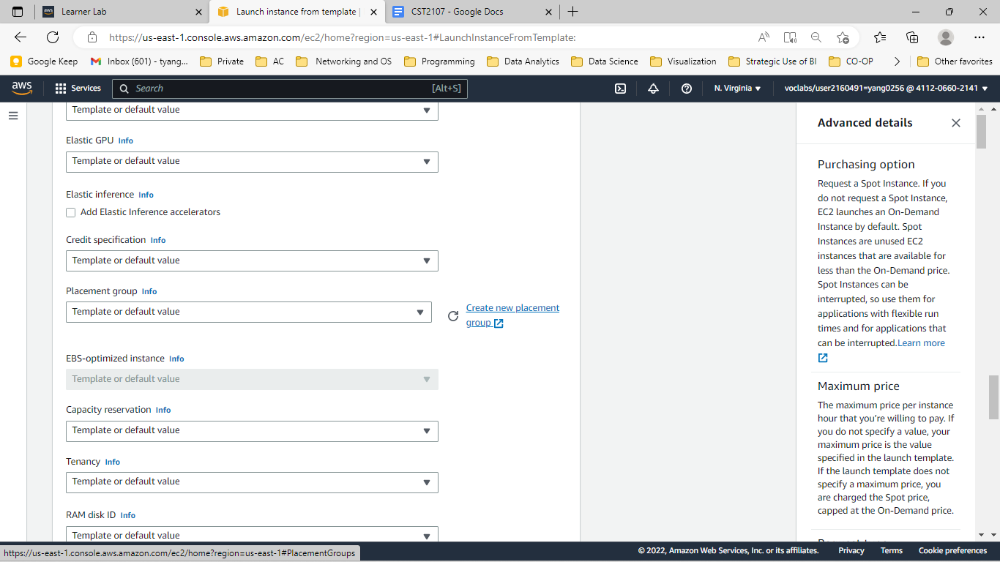 Learner Lab
Launch instance from template |
CST2107 - Google Docs
https://us-east-1.console.aws.amazon.com/ec2/home?region=us-east-1#LaunchInstanceFromTemplate:
Google Keep
Inbox (601) - tyang...
Private
AC
Networking and OS
Programming
Data Analytics
Data Science
Visualization
Strategic Use of BI
CO-OP
Other favorites
aws
Services
Search
[Alt+S]
N. Virginia
voclabs/user2160491=yang0256 @ 4112-0660-2141
Template or default value
Elastic GPU Info
Template or default value
Elastic inference Info
Add Elastic Inference accelerators
Credit specification Info
Template or default value
Placement group Info
Template or default value
Create new placement
group
EBS-optimized instance Info
Template or default value
Capacity reservation Info
Template or default value
Tenancy Info
Template or default value
RAM disk ID Info
Template or default value
Advanced details
Purchasing option
Request a Spot Instance. If you
do not request a Spot Instance,
EC2 launches an On-Demand
Instance by default. Spot
Instances are unused EC2
instances that are available for
less than the On-Demand price.
Spot Instances can be
interrupted, so use them for
applications with flexible run
times and for applications that
can be interrupted.Learn more
Maximum price
The maximum price per instance
hour that you're willing to pay. If
you do not specify a value, your
maximum price is the value
specified in the launch template.
If the launch template does not
specify a maximum price, you
are charged the Spot price,
capped at the On-Demand price.
https://us-east-1.console.aws.amazon.com/ec2/home?region=us-east-1#PlacementGroups
© 2022, Amazon Web Services, Inc. or its affiliates.
Privacy
Terms
Cookie preferences